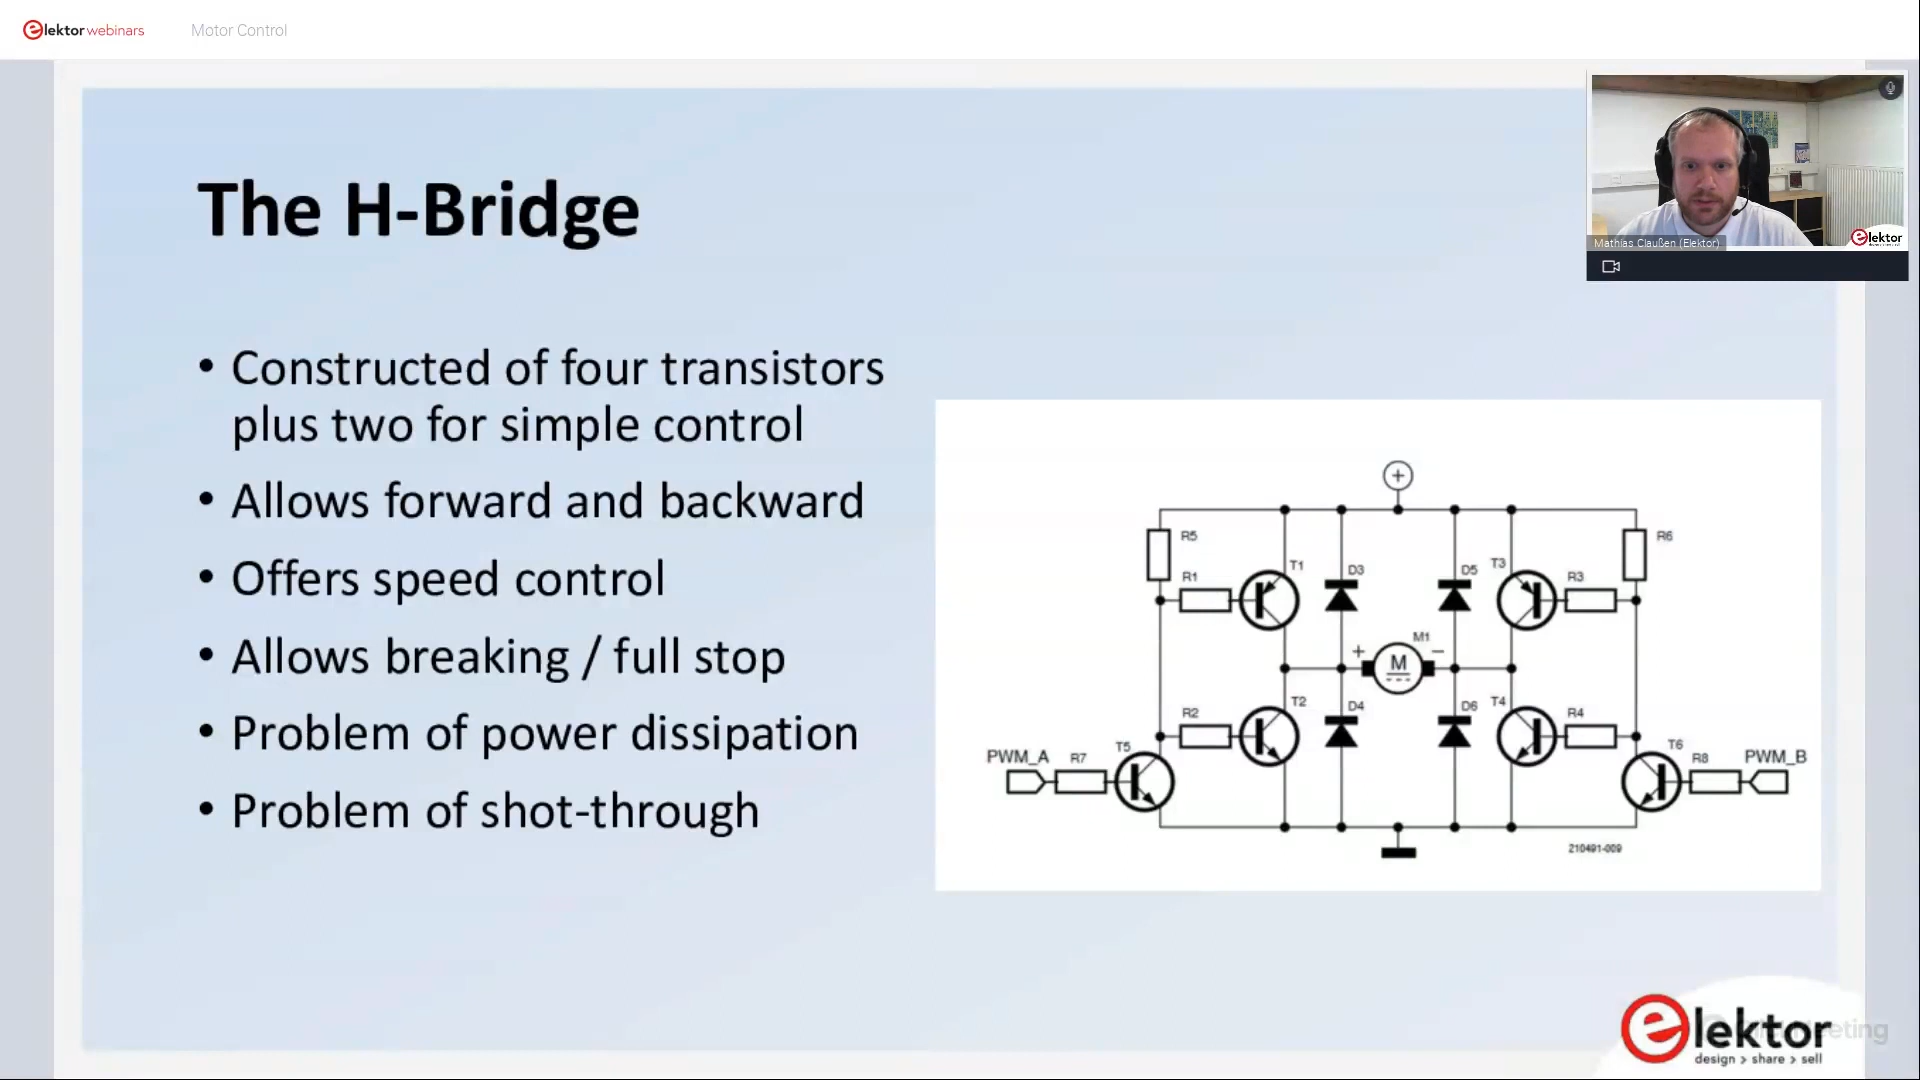 elektor webinars
Motor Control
Mathias Claußen (Elektor)
elektor
The H-Bridge
• Constructed of four transistors
plus two for simple control
• Allows forward and backward
• Offers speed control
• Allows breaking / full stop
• Problem of power dissipation
• Problem of shot-through
+
R5
R6
T1
D3
D5
T3
R1
R3
M1
+
M
−
T2
D4
D6
T4
R2
R4
PWM_A
R7
T5
T6
R8
PWM_B
210491-009
elektor
design > share > sell